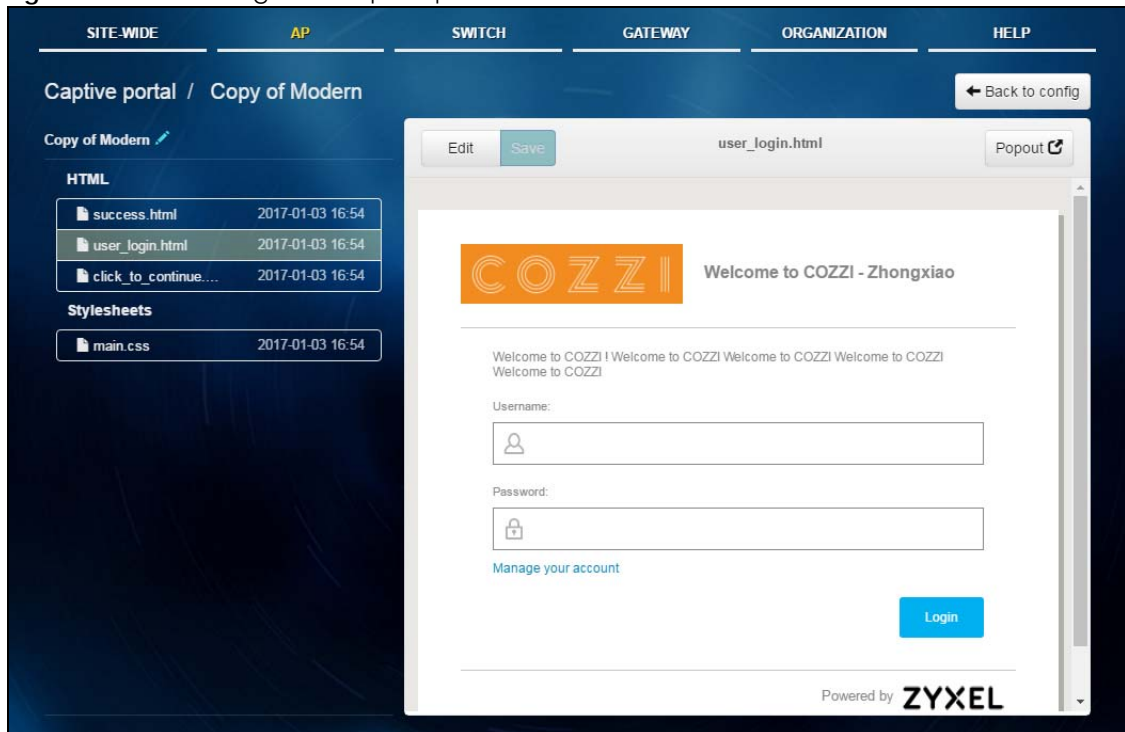 SITE-WIDE AP SWITCH GATEWAY ORGANIZATION HELP
Captive portal / Copy of Modern
Back to config
Copy of Modern
Edit Save user_login.html Popout
HTML
success.html 2017-01-03 16:54
user_login.html 2017-01-03 16:54
click_to_continue.... 2017-01-03 16:54
Stylesheets
main.css 2017-01-03 16:54
COZZI
Welcome to COZZI - Zhongxiao
Welcome to COZZI ! Welcome to COZZI Welcome to COZZI Welcome to COZZI
Welcome to COZZI
Username:
Password:
Manage your account
Login
Powered by ZYXEL